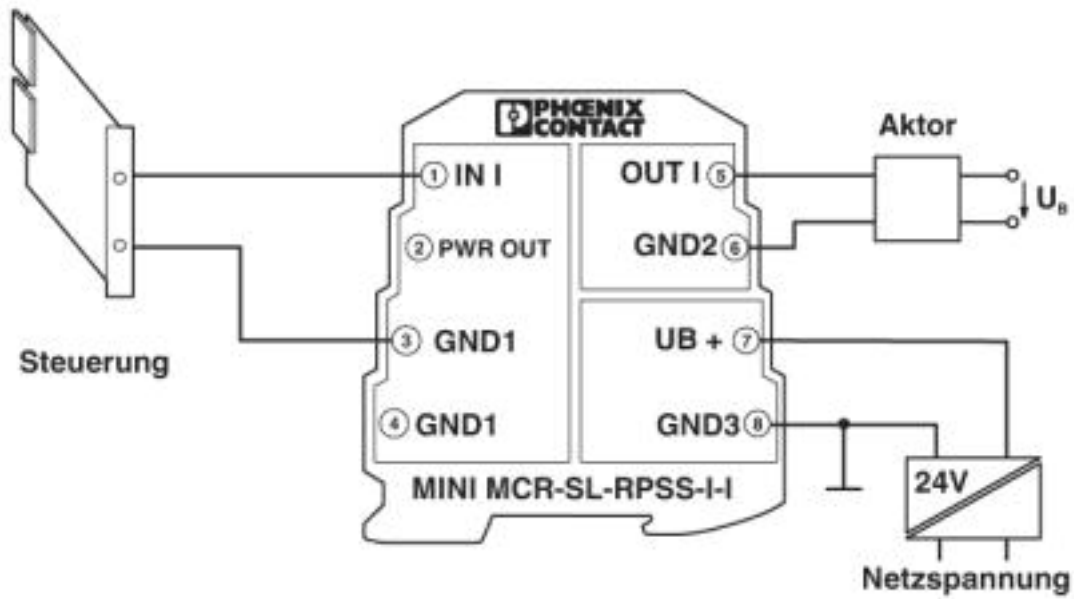 PHŒNIX
CONTACT
Aktor
1 IN I
OUT I 5
U_B
2 PWR OUT
GND2 6
3 GND1
UB + 7
Steuerung
4 GND1
GND3 8
24V
MINI MCR-SL-RPSS-I-I
Netzspannung